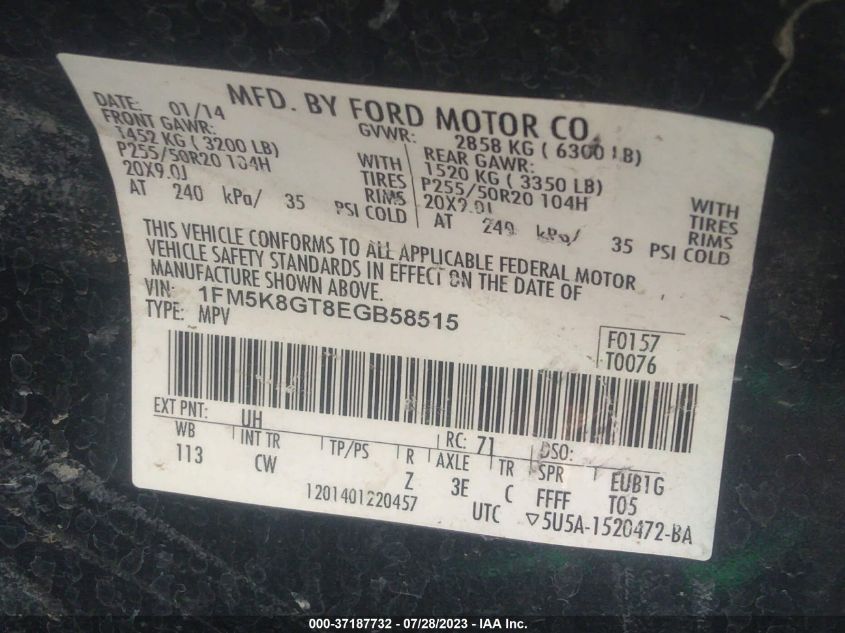 MFD. BY FORD MOTOR CO.
DATE: 01/14 GVWR: 2858 KG ( 6300 LB)
FRONT GAWR: REAR GAWR:
1452 KG ( 3200 LB) WITH 1520 KG ( 3350 LB) WITH
P255/50R20 104H TIRES P255/50R20 104H TIRES
20X9.0J RIMS 20X9.0J RIMS
AT 240 kPa/ 35 PSI COLD AT 240 kPa/ 35 PSI COLD
THIS VEHICLE CONFORMS TO ALL APPLICABLE FEDERAL MOTOR
VEHICLE SAFETY STANDARDS IN EFFECT ON THE DATE OF
MANUFACTURE SHOWN ABOVE.
VIN: 1FM5K8GT8EGB58515
TYPE: MPV
F0157
T0076
EXT PNT: UH RC: 71 DSO:
WB INT TR TP/PS R AXLE TR SPR EUB1G
113 CW Z 3E C FFFF T05
1201401220457 UTC ▽5U5A-1520472-BA
000-37187732 - 07/28/2023 - IAA Inc.